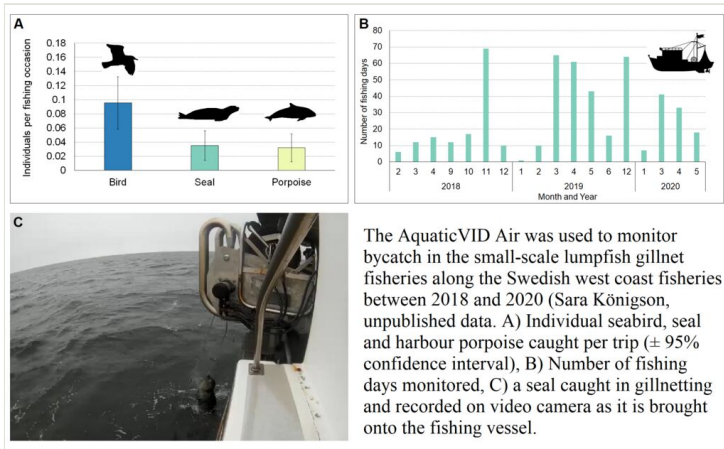 A
Individuals per fishing occasion
0.18
0.16
0.14
0.12
0.1
0.08
0.06
0.04
0.02
0
Bird Seal Porpoise
B
Number of fishing days
80
70
60
50
40
30
20
10
0
2 3 4 9 10 11 12 1 2 3 4 5 6 12 1 3 4 5
2018 2019 2020
Month and Year
C
The AquaticVID Air was used to monitor
bycatch in the small-scale lumpfish gillnet
fisheries along the Swedish west coast fisheries
between 2018 and 2020 (Sara Königson,
unpublished data. A) Individual seabird, seal
and harbour porpoise caught per trip (± 95%
confidence interval), B) Number of fishing
days monitored, C) a seal caught in gillnetting
and recorded on video camera as it is brought
onto the fishing vessel.